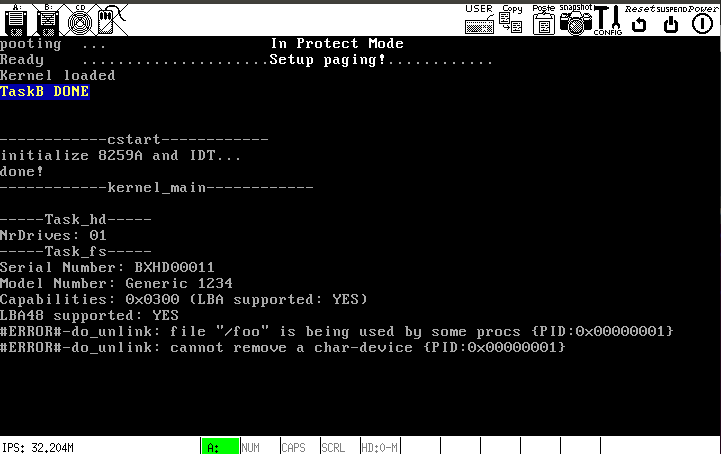 A: B: CD USER Copy Poste snapshot CONFIG Reset SUSPEND Power
pooting ... In Protect Mode
Ready .....................Setup paging!............
Kernel loaded
TaskB DONE
------------cstart------------
initialize 8259A and IDT...
done!
------------kernel_main------------
-----Task_hd-----
NrDrives: 01
-----Task_fs-----
Serial Number: BXHD00011
Model Number: Generic 1234
Capabilities: 0x0300 (LBA supported: YES)
LBA48 supported: YES
#ERROR#-do_unlink: file "/foo" is being used by some procs {PID:0x00000001}
#ERROR#-do_unlink: cannot remove a char-device {PID:0x00000001}
IPS: 32.204M A: NUM CAPS SCRL HD:0-M